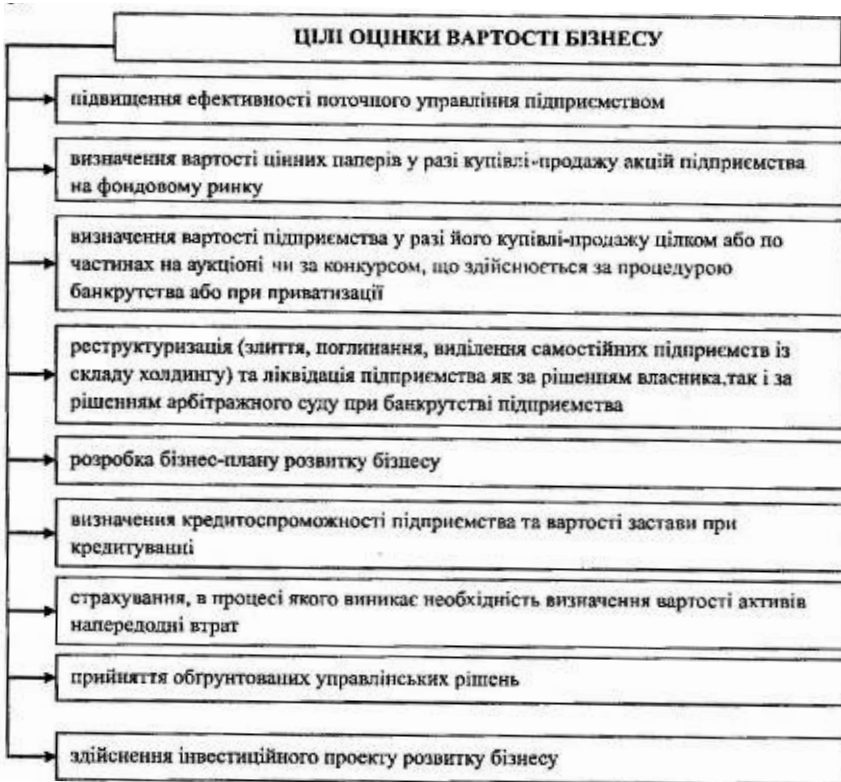 ЦІЛІ ОЦІНКИ ВАРТОСТІ БІЗНЕСУ
підвищення ефективності поточного управління підприємством
визначення вартості цінних паперів у разі купівлі-продажу акцій підприємства
на фондовому ринку
визначення вартості підприємства у разі його купівлі-продажу цілком або по
частинах на аукціоні чи за конкурсом, що здійснюється за процедурою
банкрутства або при приватизації
реструктуризація (злиття, поглинання, виділення самостійних підприємств із
складу холдингу) та ліквідація підприємства як за рішенням власника,так і за
рішенням арбітражного суду при банкрутстві підприємства
розробка бізнес-плану розвитку бізнесу
визначення кредитоспроможності підприємства та вартості застави при
кредитуванні
страхування, в процесі якого виникає необхідність визначення вартості активів
напередодні втрат
прийняття обґрунтованих управлінських рішень
здійснення інвестиційного проекту розвитку бізнесу